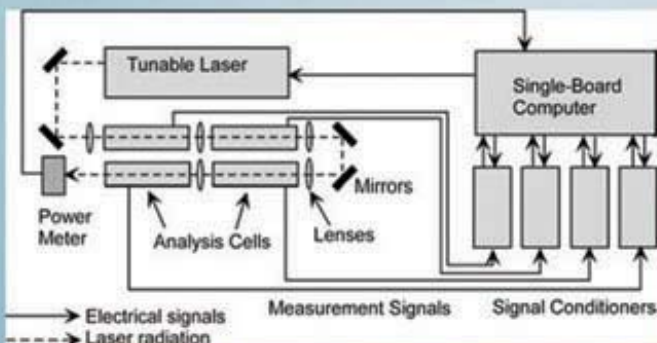 Tunable Laser
Single-Board
Computer
Mirrors
Power
Meter
Analysis Cells
Lenses
Measurement Signals
Signal Conditioners
Electrical signals
Laser radiation